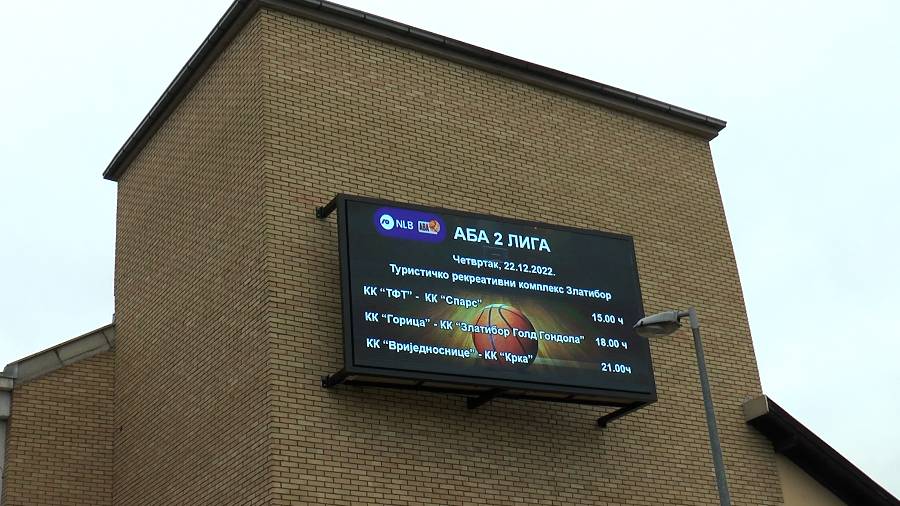 NLB АБА
АБА 2 ЛИГА
Четвртак, 22.12.2022.
Туристичко рекреативни комплекс Златибор
КК “ТФТ” - КК “Спарс” 15.00 ч
КК “Горица” - КК “Златибор Голд Гондола” 18.00 ч
КК “Вриједноснице” - КК “Крка” 21.00ч